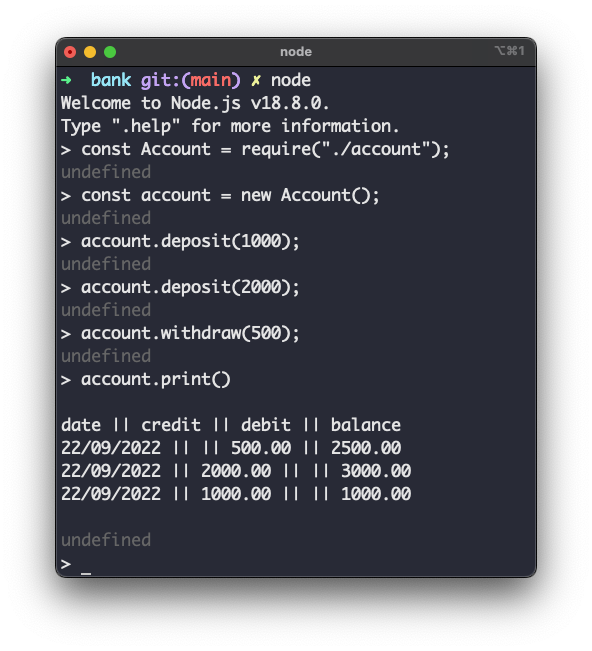 node
⌥⌘1
➜ bank git:(main) ✗ node
Welcome to Node.js v18.8.0.
Type ".help" for more information.
> const Account = require("./account");
undefined
> const account = new Account();
undefined
> account.deposit(1000);
undefined
> account.deposit(2000);
undefined
> account.withdraw(500);
undefined
> account.print()
date || credit || debit || balance
22/09/2022 || || 500.00 || 2500.00
22/09/2022 || 2000.00 || || 3000.00
22/09/2022 || 1000.00 || || 1000.00
undefined
> _